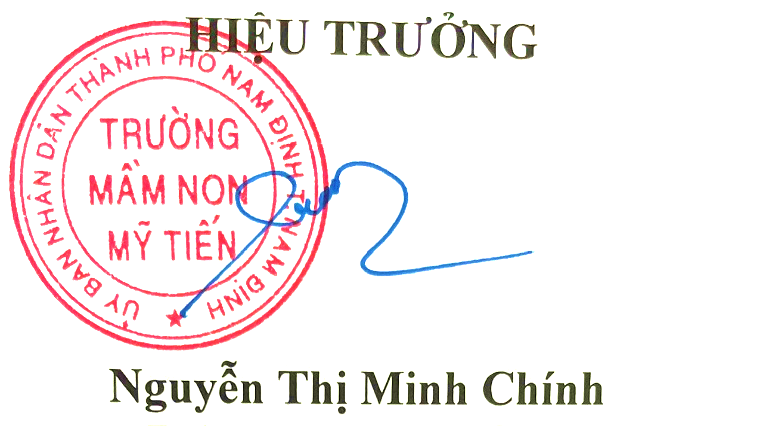 HIỆU TRƯỞNG
ỦY BAN NHÂN DÂN THÀNH PHỐ NAM ĐỊNH T. NAM ĐỊNH
TRƯỜNG
MẦM NON
MỸ TIẾN
Nguyễn Thị Minh Chính